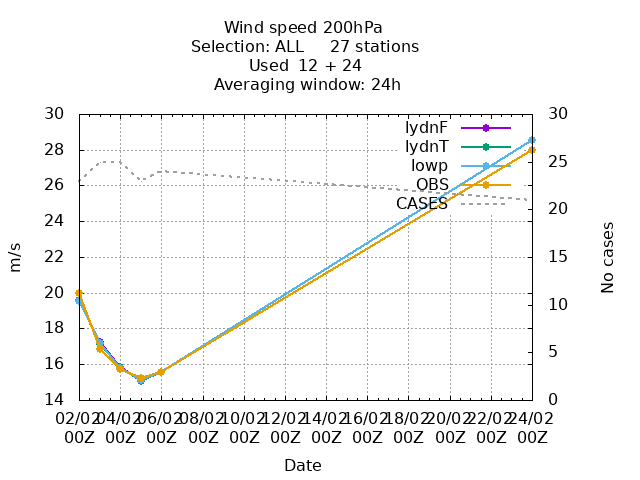 Wind speed 200hPa
Selection: ALL     27 stations
Used  12 + 24
Averaging window: 24h
30
28
26
24
22
20
18
16
14
m/s
30
25
20
15
10
5
0
No cases
lydnF
lydnT
lowp
OBS
CASES
02/02 04/02 06/02 08/02 10/02 12/02 14/02 16/02 18/02 20/02 22/02 24/02
00Z 00Z 00Z 00Z 00Z 00Z 00Z 00Z 00Z 00Z 00Z 00Z
Date